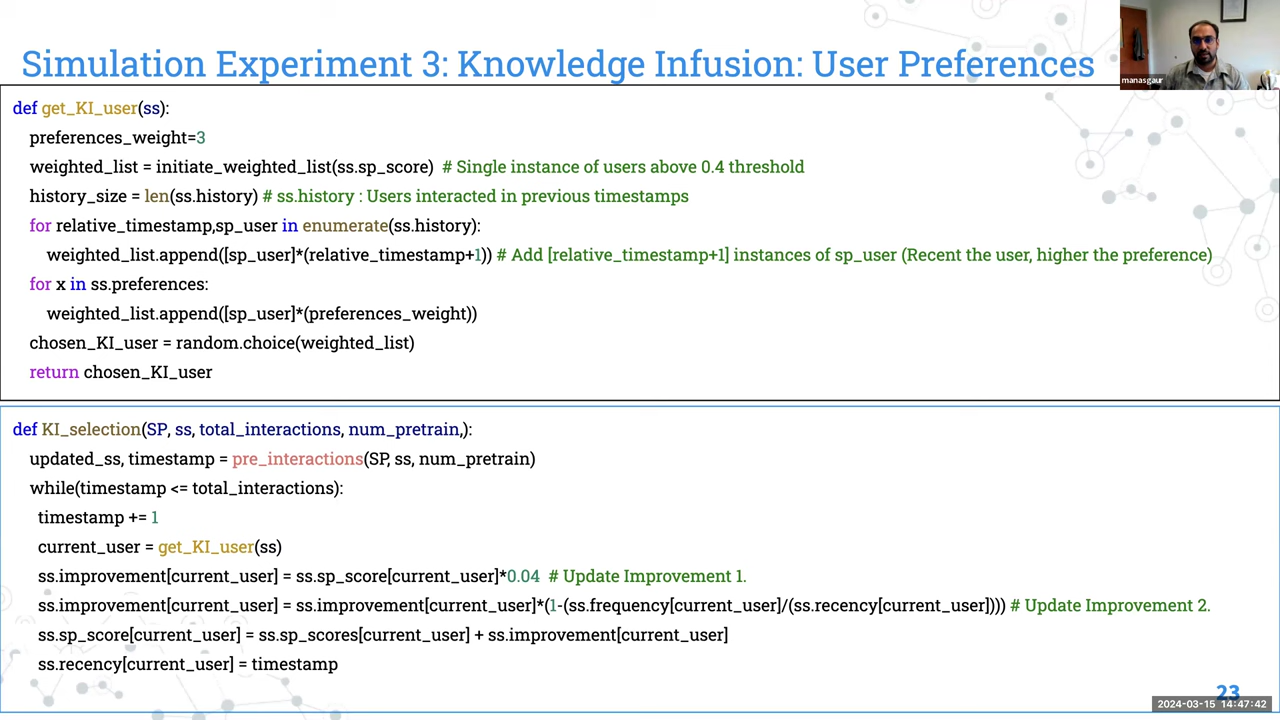 Simulation Experiment 3: Knowledge Infusion: User Preferences
manasgaur
def get_KI_user(ss):
preferences_weight=3
weighted_list = initiate_weighted_list(ss.sp_score) # Single instance of users above 0.4 threshold
history_size = len(ss.history) # ss.history : Users interacted in previous timestamps
for relative_timestamp,sp_user in enumerate(ss.history):
weighted_list.append([sp_user]*(relative_timestamp+1)) # Add [relative_timestamp+1] instances of sp_user (Recent the user, higher the preference)
for x in ss.preferences:
weighted_list.append([sp_user]*(preferences_weight))
chosen_KI_user = random.choice(weighted_list)
return chosen_KI_user
def KI_selection(SP, ss, total_interactions, num_pretrain,):
updated_ss, timestamp = pre_interactions(SP, ss, num_pretrain)
while(timestamp <= total_interactions):
timestamp += 1
current_user = get_KI_user(ss)
ss.improvement[current_user] = ss.sp_score[current_user]*0.04 # Update Improvement 1.
ss.improvement[current_user] = ss.improvement[current_user]*(1-(ss.frequency[current_user]/(ss.recency[current_user]))) # Update Improvement 2.
ss.sp_score[current_user] = ss.sp_scores[current_user] + ss.improvement[current_user]
ss.recency[current_user] = timestamp
23
2024-03-15 14:47:42